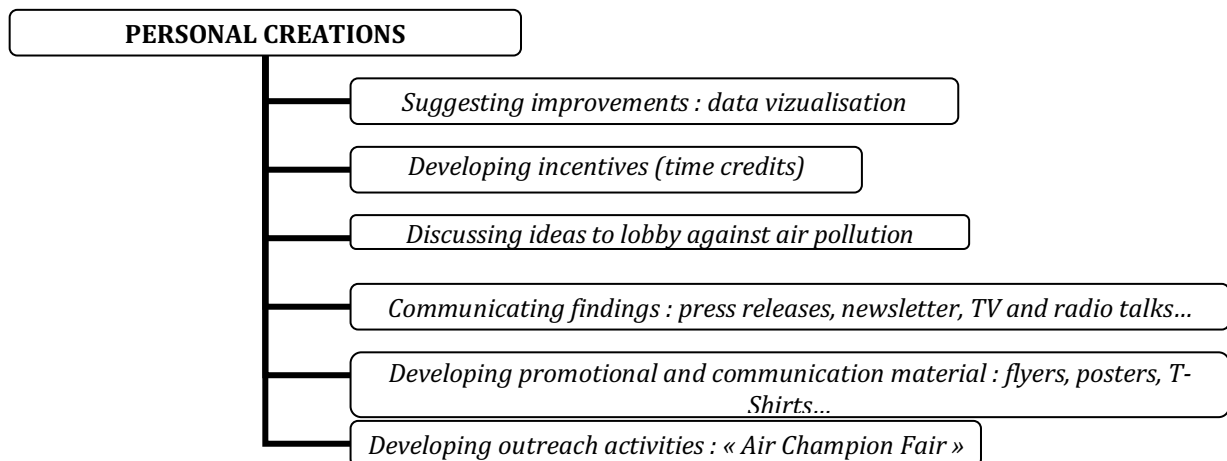 PERSONAL CREATIONS
Suggesting improvements : data vizualisation
Developing incentives (time credits)
Discussing ideas to lobby against air pollution
Communicating findings : press releases, newsletter, TV and radio talks…
Developing promotional and communication material : flyers, posters, T-
Shirts…
Developing outreach activities : « Air Champion Fair »